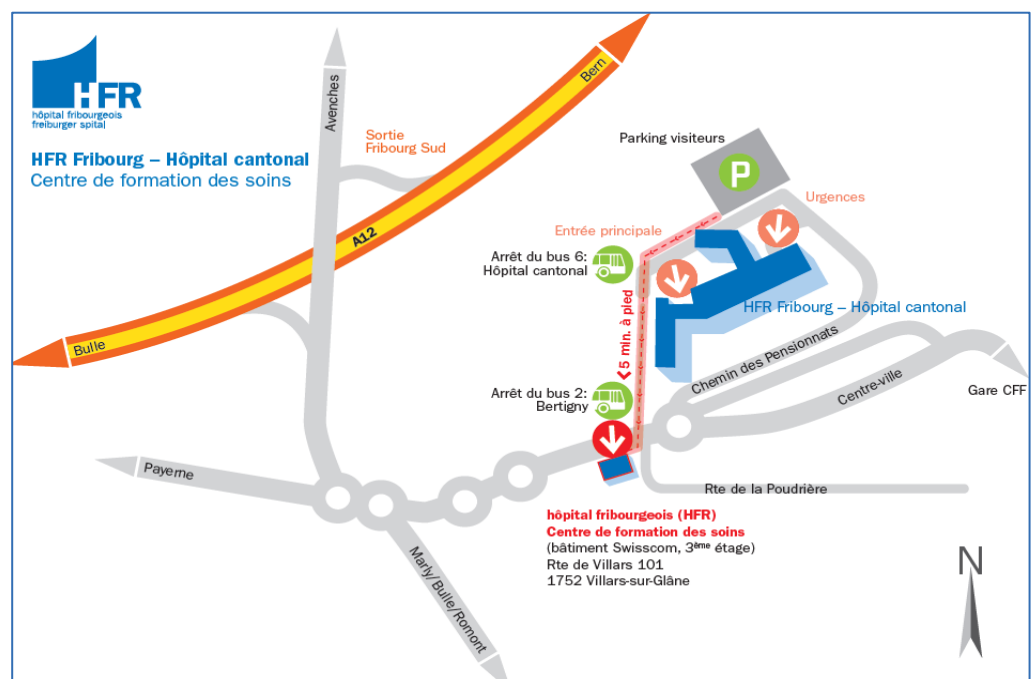 HFR
hôpital fribourgeois
freiburger spital
HFR Fribourg – Hôpital cantonal
Centre de formation des soins
Avenches
Sortie
Fribourg Sud
Bern
A12
Bulle
Parking visiteurs
P
Urgences
Entrée principale
Arrêt du bus 6:
Hôpital cantonal
5 min. à pied
HFR Fribourg – Hôpital cantonal
Chemin des Pensionnats
Centre-ville
Gare CFF
Arrêt du bus 2:
Bertigny
Payerne
Rte de la Poudrière
Marly/Bulle/Romont
hôpital fribourgeois (HFR)
Centre de formation des soins
(bâtiment Swisscom, 3ème étage)
Rte de Villars 101
1752 Villars-sur-Glâne
N